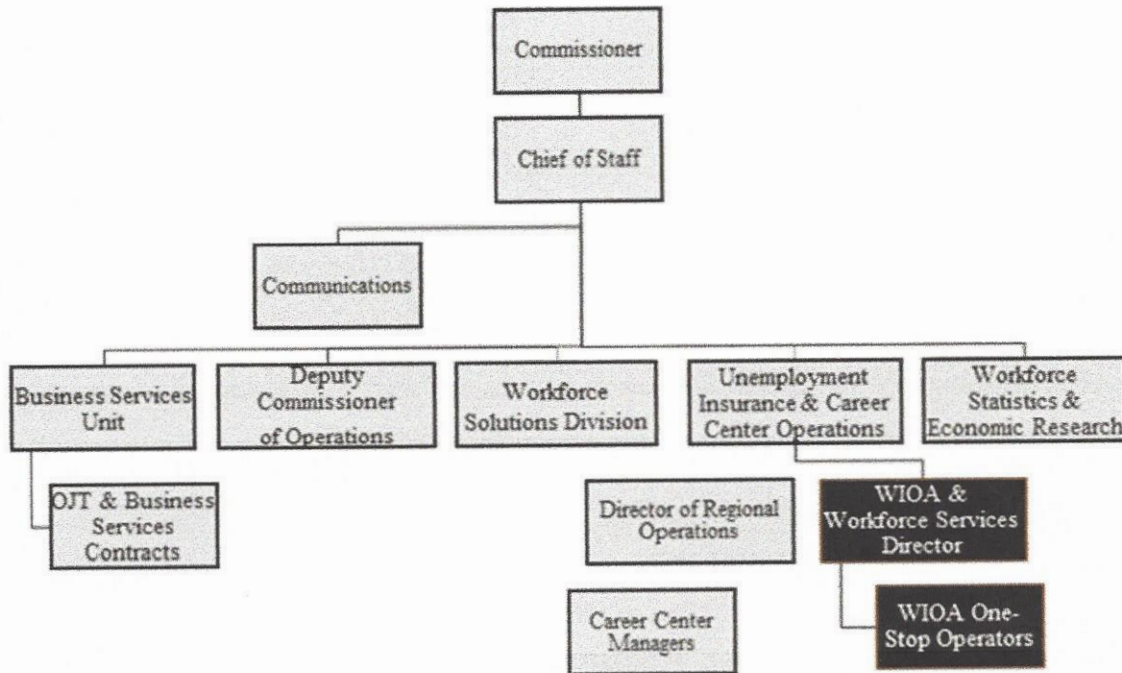 Commissioner
Chief of Staff
Communications
Business Services
Unit
Deputy
Commissioner
of Operations
Workforce
Solutions Division
Unemployment
Insurance & Career
Center Operations
Workforce
Statistics &
Economic Research
OJT & Business
Services
Contracts
Director of Regional
Operations
WIOA &
Workforce Services
Director
Career Center
Managers
WIOA One-
Stop Operators